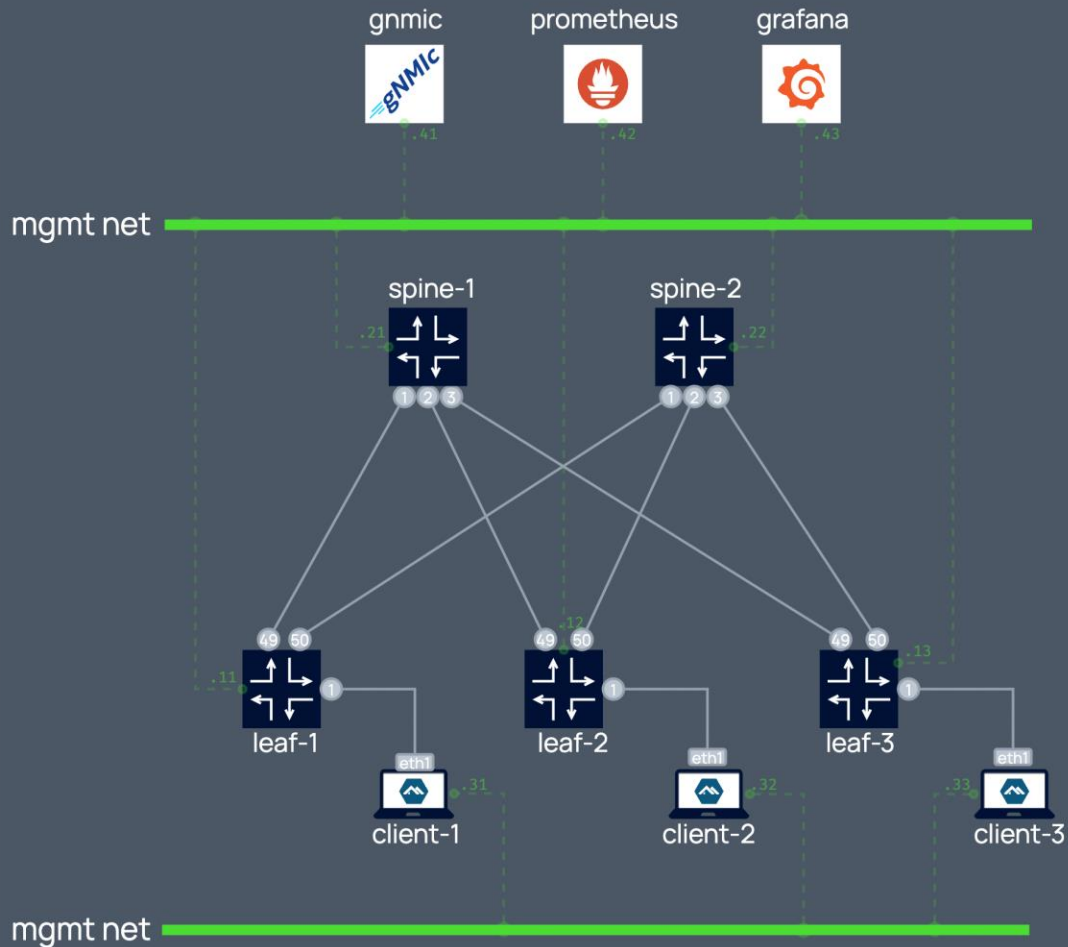 gnmic prometheus grafana
gNMIc
.41 .42 .43
mgmt net
spine-1 spine-2
.21 .22
1 2 3 1 2 3
.12
49 50 49 50 49 50
.13
.11
1 1 1
leaf-1 leaf-2 leaf-3
eth1 eth1 eth1
.31 .32 .33
client-1 client-2 client-3
mgmt net